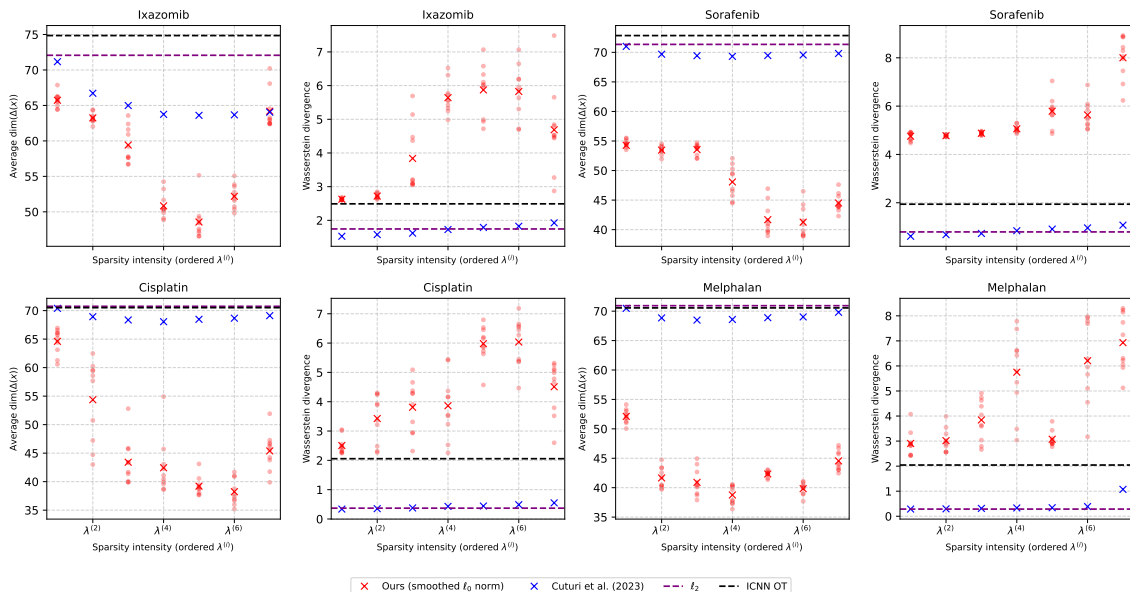 Ixazomib
Ixazomib
Sorafenib
Sorafenib
Average dim(Δ(x))
75
70
65
60
55
50
Sparsity intensity (ordered λ⁽ⁱ⁾)
Wasserstein divergence
7
6
5
4
3
2
Sparsity intensity (ordered λ⁽ⁱ⁾)
Average dim(Δ(x))
70
65
60
55
50
45
40
Sparsity intensity (ordered λ⁽ⁱ⁾)
Wasserstein divergence
8
6
4
2
Sparsity intensity (ordered λ⁽ⁱ⁾)
Cisplatin
Cisplatin
Melphalan
Melphalan
Average dim(Δ(x))
70
65
60
55
50
45
40
35
λ⁽²⁾ λ⁽⁴⁾ λ⁽⁶⁾
Sparsity intensity (ordered λ⁽ⁱ⁾)
Wasserstein divergence
7
6
5
4
3
2
1
0
λ⁽²⁾ λ⁽⁴⁾ λ⁽⁶⁾
Sparsity intensity (ordered λ⁽ⁱ⁾)
Average dim(Δ(x))
70
65
60
55
50
45
40
35
λ⁽²⁾ λ⁽⁴⁾ λ⁽⁶⁾
Sparsity intensity (ordered λ⁽ⁱ⁾)
Wasserstein divergence
8
7
6
5
4
3
2
1
0
λ⁽²⁾ λ⁽⁴⁾ λ⁽⁶⁾
Sparsity intensity (ordered λ⁽ⁱ⁾)
Ours (smoothed ℓ₀ norm) Cuturi et al. (2023) ℓ₂ ICNN OT